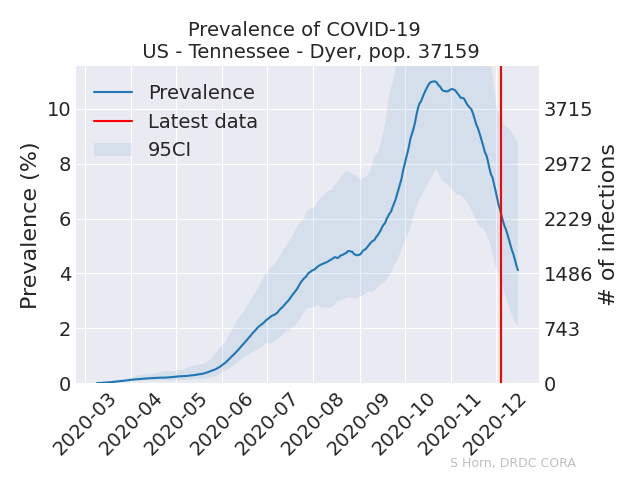 Prevalence of COVID-19
US - Tennessee - Dyer, pop. 37159
Prevalence
Latest data
95CI
Prevalence (%)
10
8
6
4
2
0
3715
2972
2229
1486
743
0
# of infections
2020-03
2020-04
2020-05
2020-06
2020-07
2020-08
2020-09
2020-10
2020-11
2020-12
S Horn, DRDC CORA